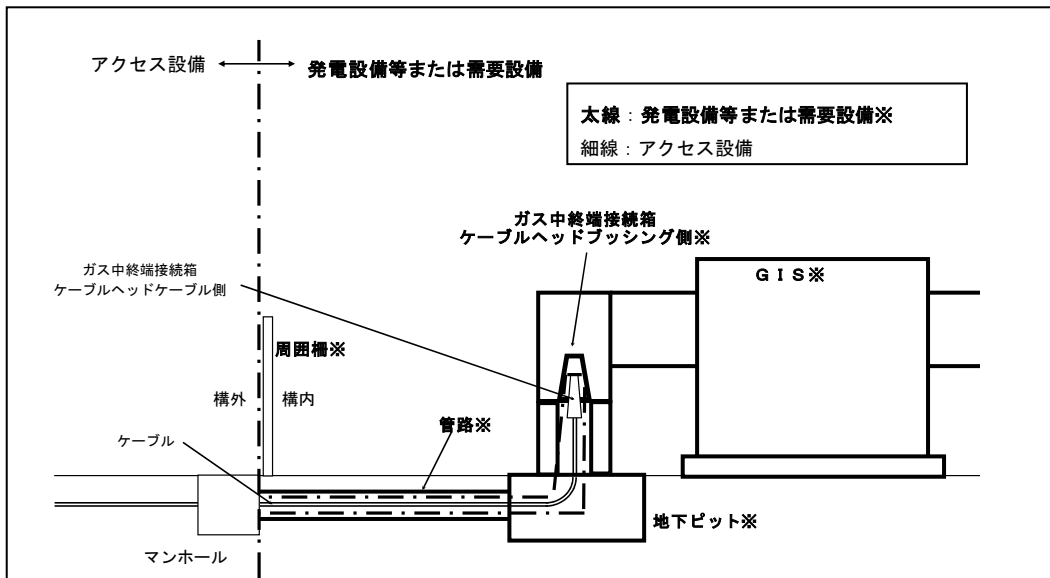 アクセス設備
発電設備等または需要設備
太線：発電設備等または需要設備※
細線：アクセス設備
ガス中終端接続箱
ケーブルヘッドブッシング側※
ガス中終端接続箱
ケーブルヘッドケーブル側
ＧＩＳ※
周囲柵※
構外
構内
ケーブル
管路※
地下ピット※
マンホール